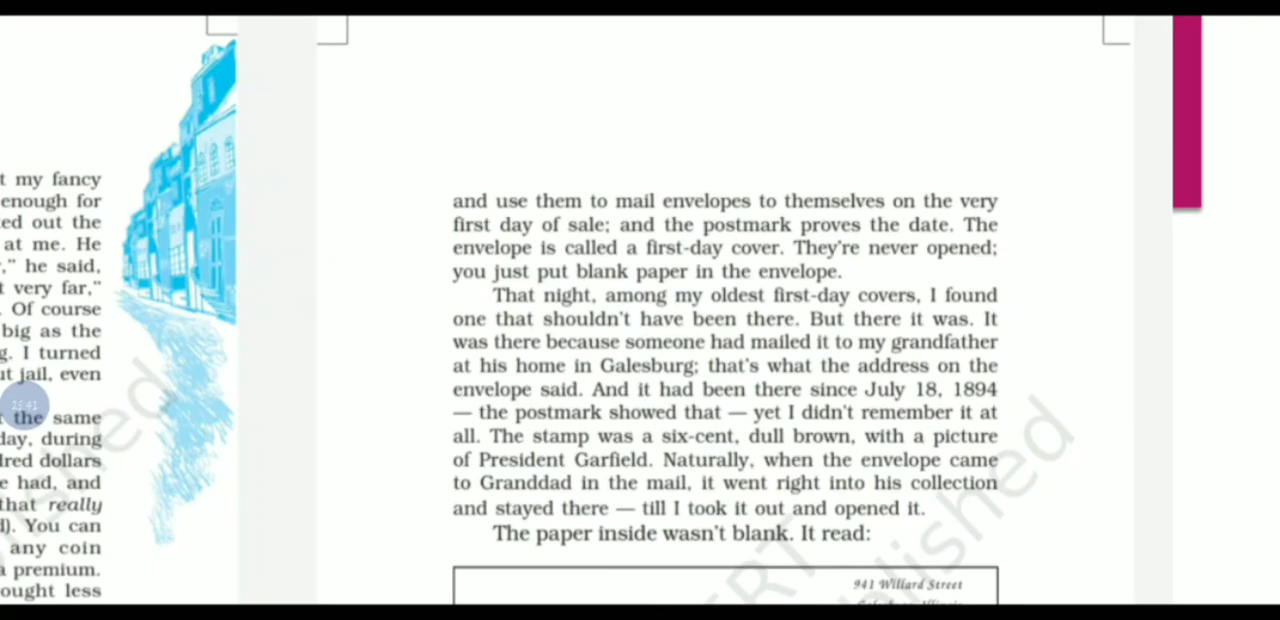 t my fancy
enough for
ed out the
at me. He
," he said,
t very far,"
. Of course
big as the
g. I turned
ut jail, even
25:41
the same
day, during
lred dollars
e had, and
that really
d). You can
any coin
a premium.
ought less
and use them to mail envelopes to themselves on the very
first day of sale; and the postmark proves the date. The
envelope is called a first-day cover. They're never opened;
you just put blank paper in the envelope.
That night, among my oldest first-day covers, I found
one that shouldn't have been there. But there it was. It
was there because someone had mailed it to my grandfather
at his home in Galesburg; that's what the address on the
envelope said. And it had been there since July 18, 1894
— the postmark showed that — yet I didn't remember it at
all. The stamp was a six-cent, dull brown, with a picture
of President Garfield. Naturally, when the envelope came
to Granddad in the mail, it went right into his collection
and stayed there — till I took it out and opened it.
The paper inside wasn't blank. It read:
941 Willard Street